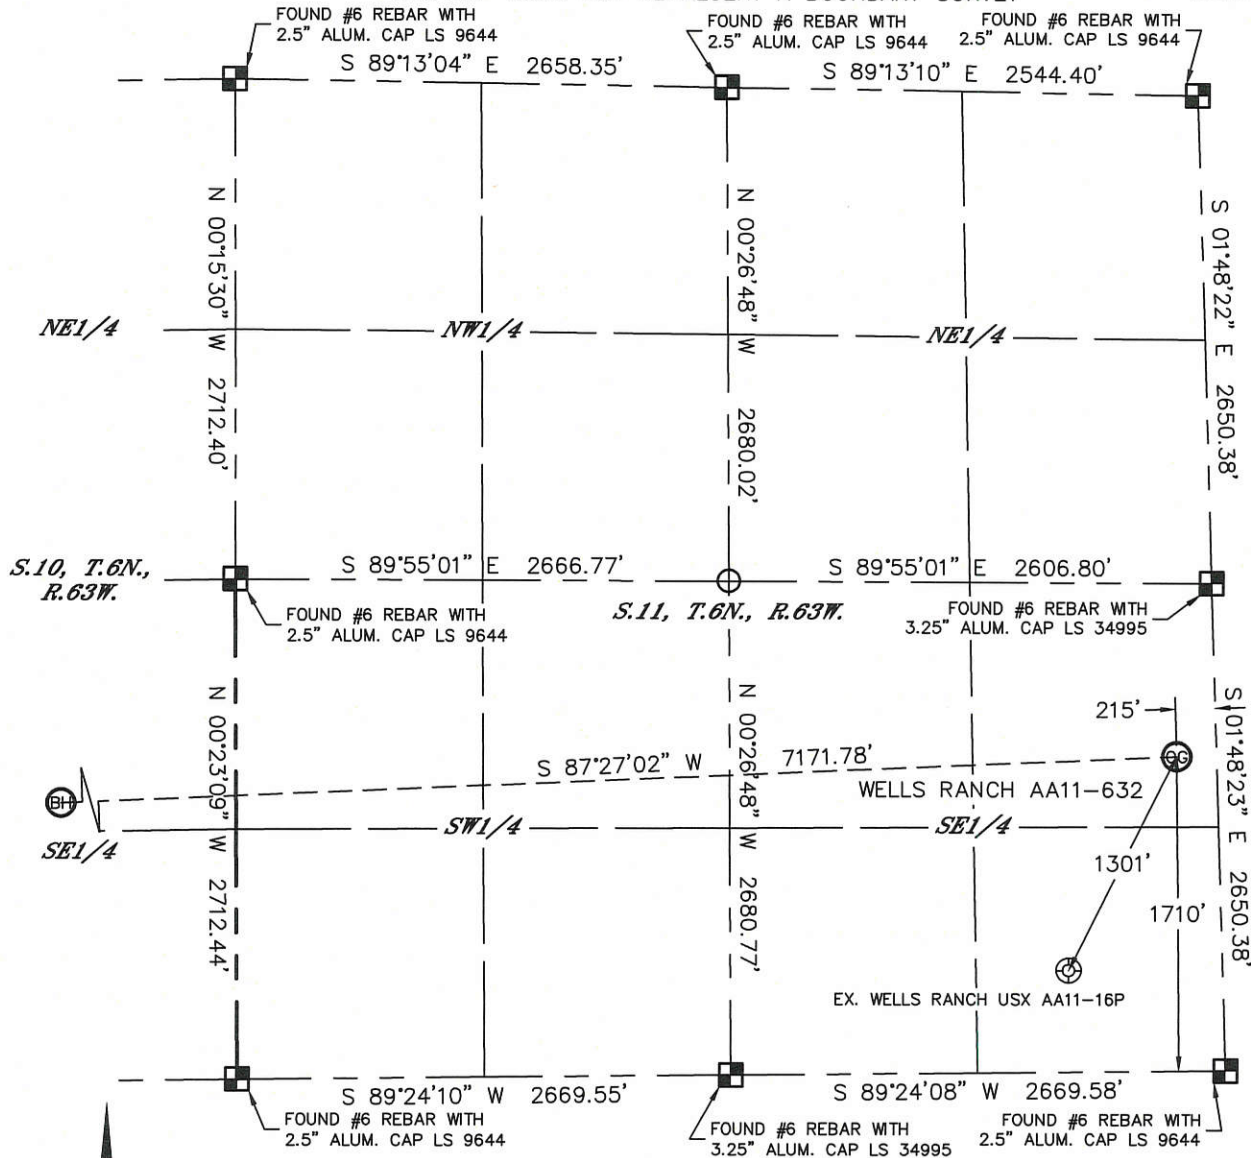 FOUND #6 REBAR WITH
2.5" ALUM. CAP LS 9644
FOUND #6 REBAR WITH
2.5" ALUM. CAP LS 9644
FOUND #6 REBAR WITH
2.5" ALUM. CAP LS 9644
S 89°13'04" E 2658.35'
S 89°13'10" E 2544.40'
N 00°15'30" W 2712.40'
N 00°26'48" W 2680.02'
S 01°48'22" E 2650.38'
NE1/4
NW1/4
NE1/4
S.10, T.6N.,
R.63W.
S 89°55'01" E 2666.77'
S 89°55'01" E 2606.80'
FOUND #6 REBAR WITH
2.5" ALUM. CAP LS 9644
S.11, T.6N., R.63W.
FOUND #6 REBAR WITH
3.25" ALUM. CAP LS 34995
N 00°23'09" W 2712.44'
N 00°26'48" W 2680.77'
S 01°48'23" E 2650.38'
215'
S 87°27'02" W 7171.78'
OG
WELLS RANCH AA11-632
BH
SE1/4
SW1/4
SE1/4
1301'
1710'
EX. WELLS RANCH USX AA11-16P
S 89°24'10" W 2669.55'
S 89°24'08" W 2669.58'
FOUND #6 REBAR WITH
2.5" ALUM. CAP LS 9644
FOUND #6 REBAR WITH
3.25" ALUM. CAP LS 34995
FOUND #6 REBAR WITH
2.5" ALUM. CAP LS 9644